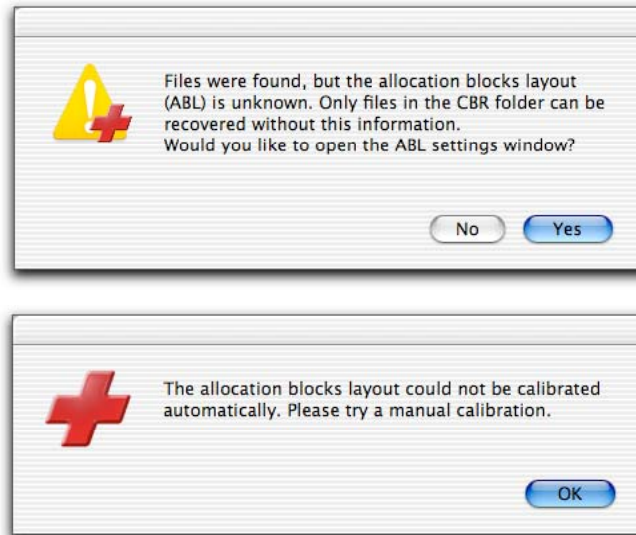 Files were found, but the allocation blocks layout
(ABL) is unknown. Only files in the CBR folder can be
recovered without this information.
Would you like to open the ABL settings window?
No
Yes
The allocation blocks layout could not be calibrated
automatically. Please try a manual calibration.
OK